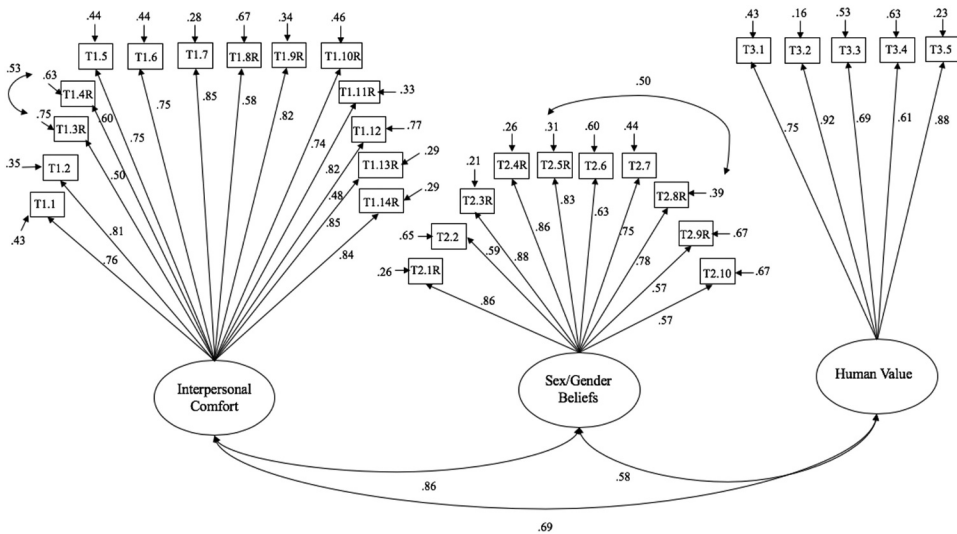 .44 .44 .28 .67 .34 .46
T1.5 T1.6 T1.7 T1.8R T1.9R T1.10R
.43 .16 .53 .63 .23
T3.1 T3.2 T3.3 T3.4 T3.5
.53
.63
T1.4R
T1.11R .33
.75
T1.3R
T1.12 .77
.35
T1.2
T1.13R .29
T1.1
T1.14R .29
.43
.75 .85 .58 .82
.60 .75 .74
.50 .82
.48
.81 .85
.76 .84
.50
.26 .31 .60 .44
T2.4R T2.5R T2.6 T2.7
.21
T2.3R
T2.8R .39
.65
T2.2
T2.9R .67
.26
T2.1R
T2.10 .67
.86 .83 .63 .75
.59 .88 .78
.86 .57
.57
.75 .92 .69 .61 .88
Interpersonal
Comfort
Sex/Gender
Beliefs
Human Value
.86
.58
.69